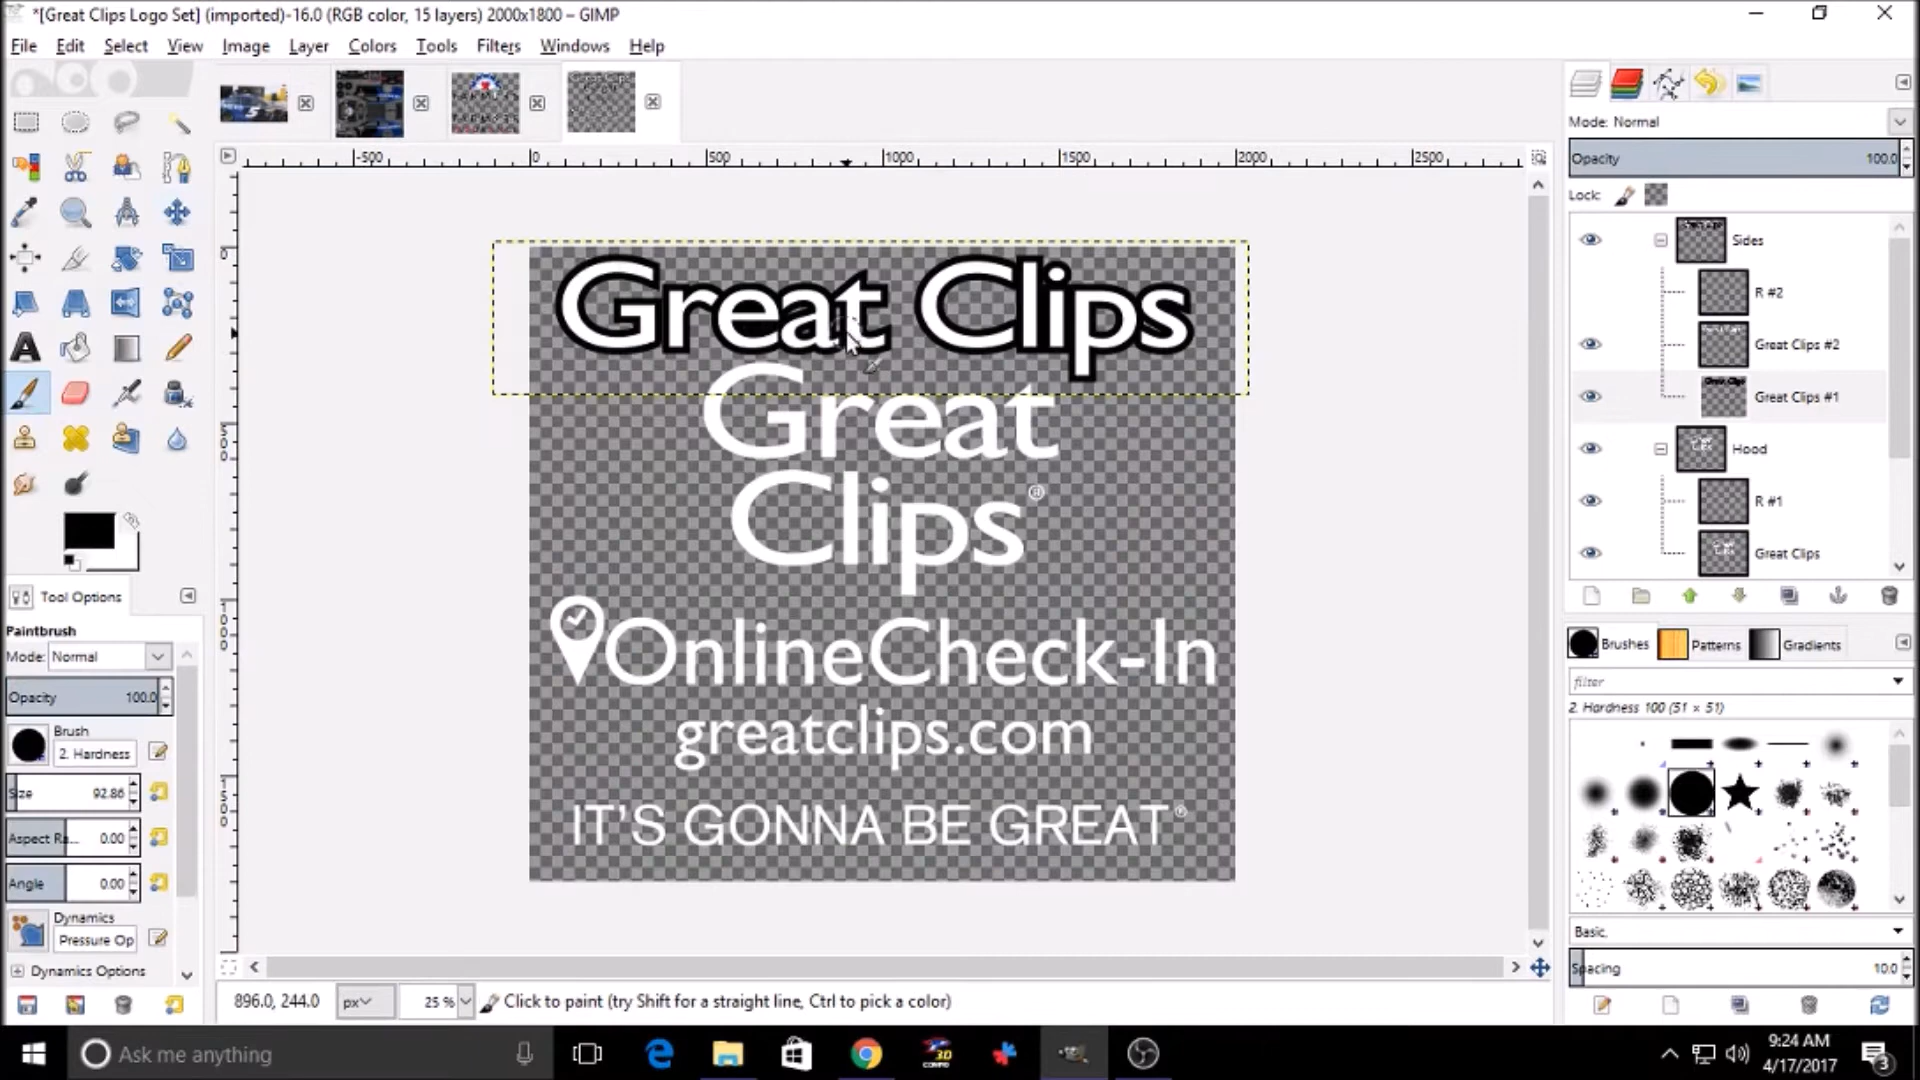 *[Great Clips Logo Set] (imported)-16.0 (RGB color, 15 layers) 2000x1800 – GIMP
File Edit Select View Image Layer Colors Tools Filters Windows Help
Mode: Normal
Opacity 100.0
Lock:
Sides
R #2
Great Clips #2
Great Clips #1
Hood
R #1
Great Clips
-500 0 500 1000 1500 2000 2500
0
500
1000
1500
Great Clips
Great
Clips®
OnlineCheck-In
greatclips.com
IT'S GONNA BE GREAT®
Tool Options
Paintbrush
Mode: Normal
Opacity 100.0
Brush
2. Hardness
Size 92.86
Aspect Ra... 0.00
Angle 0.00
Dynamics
Pressure Op
Dynamics Options
Brushes Patterns Gradients
filter
2. Hardness 100 (51 × 51)
Basic,
Spacing 10.0
896.0, 244.0 px 25 % Click to paint (try Shift for a straight line, Ctrl to pick a color)
Ask me anything
9:24 AM
4/17/2017
3